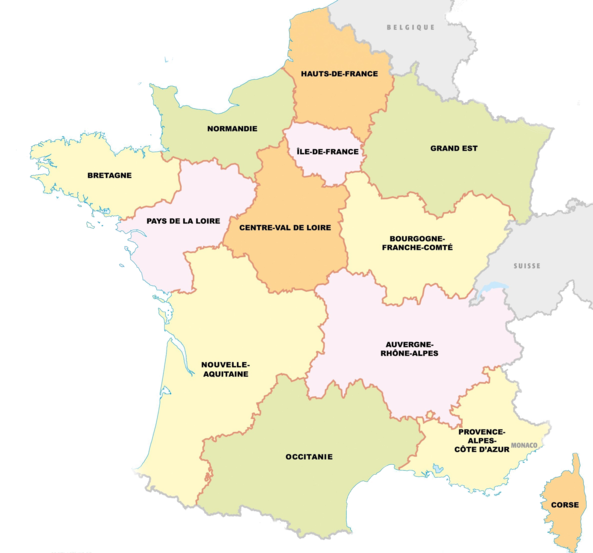 BELGIQUE
HAUTS-DE-FRANCE
NORMANDIE
ÎLE-DE-FRANCE
GRAND EST
BRETAGNE
PAYS DE LA LOIRE
CENTRE-VAL DE LOIRE
BOURGOGNE-
FRANCHE-COMTÉ
SUISSE
AUVERGNE-
RHÔNE-ALPES
NOUVELLE-
AQUITAINE
PROVENCE-
ALPES-
CÔTE D'AZUR
MONACO
OCCITANIE
CORSE